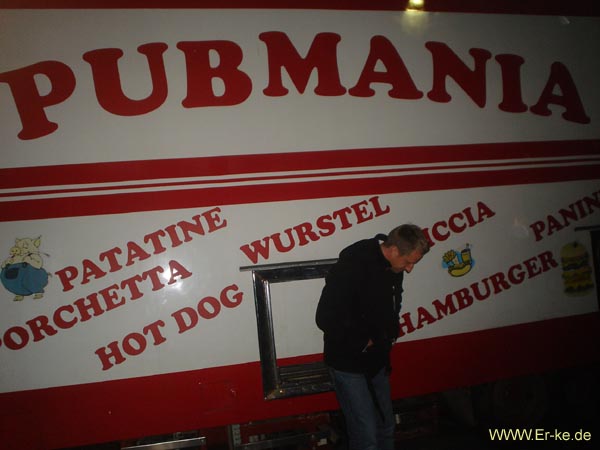 PUBMANIA
PATATINE
WURSTEL
PORCHETTA
HOT DOG
HAMBURGER
WWW.Er-ke.de